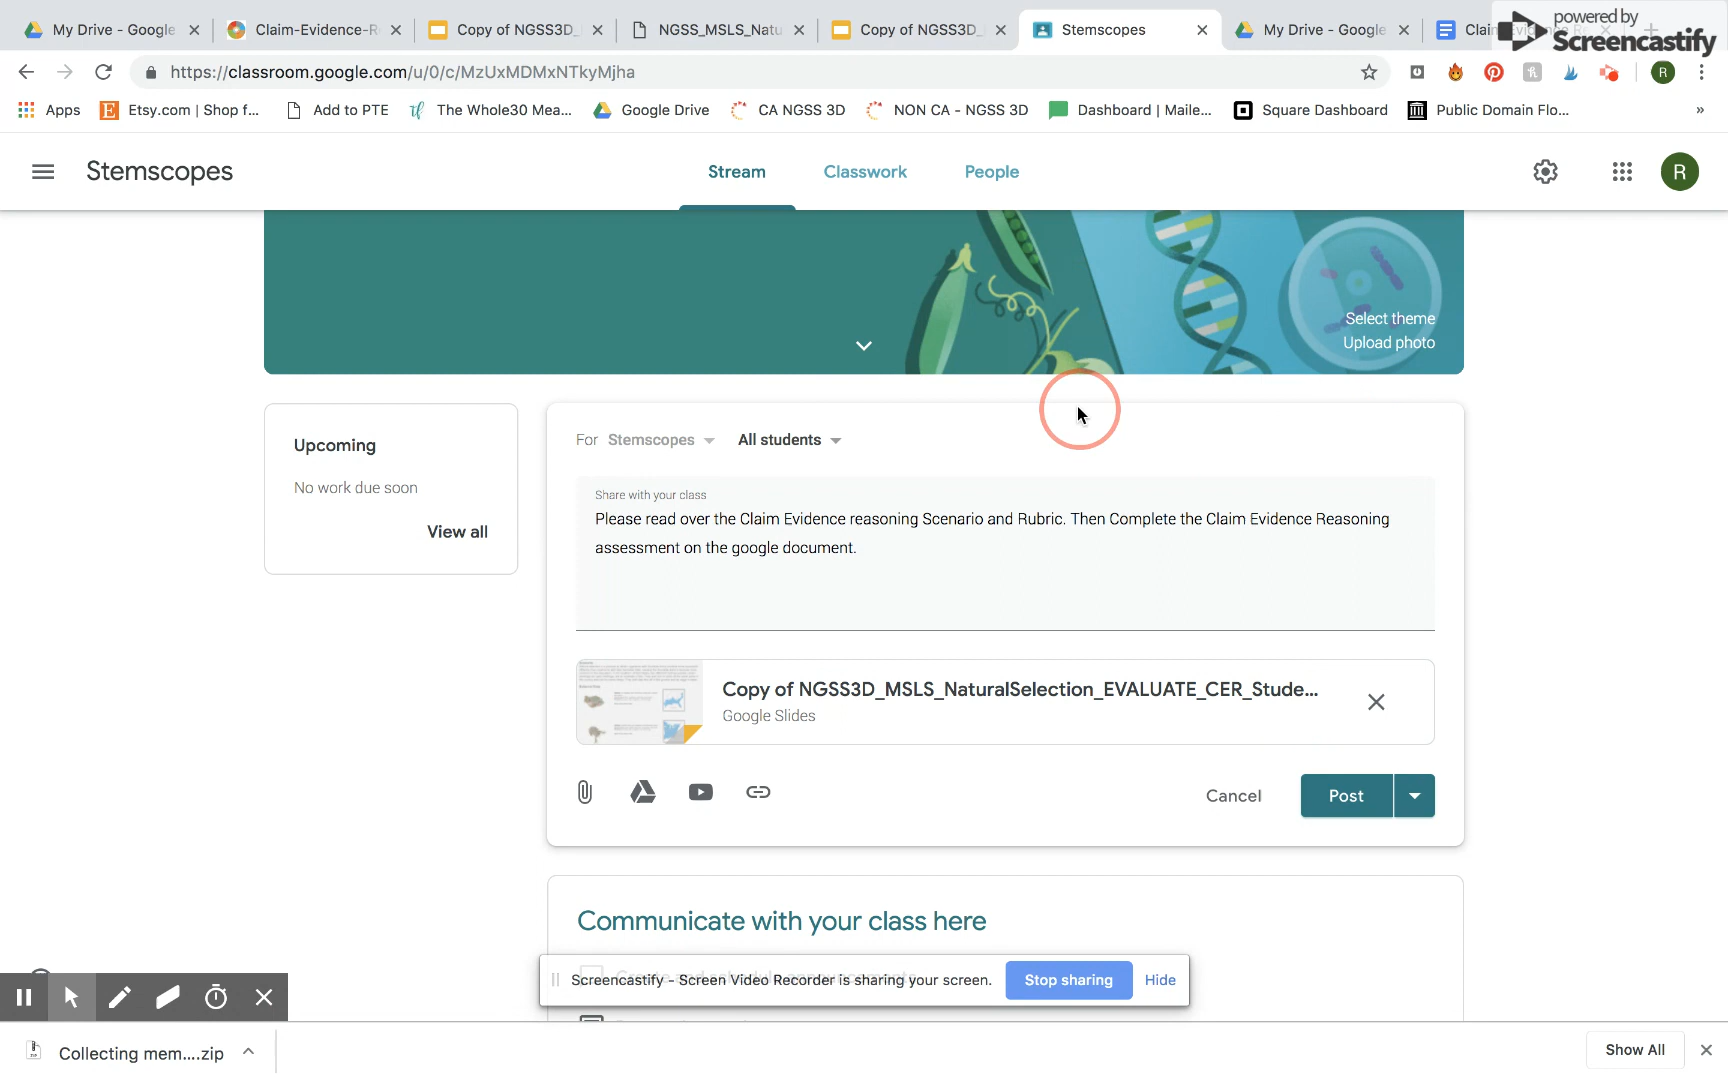 My Drive - Google
Claim-Evidence-R
Copy of NGSS3D_
NGSS_MSLS_Natu
Copy of NGSS3D_
Stemscopes
My Drive - Google
Clai
powered by
Screencastify
https://classroom.google.com/u/0/c/MzUxMDMxNTkyMjha
R
Apps
Etsy.com | Shop f...
Add to PTE
The Whole30 Mea...
Google Drive
CA NGSS 3D
NON CA - NGSS 3D
Dashboard | Maile...
Square Dashboard
Public Domain Flo...
»
Stemscopes
Stream
Classwork
People
R
Select theme
Upload photo
Upcoming
No work due soon
View all
For Stemscopes
All students
Share with your class
Please read over the Claim Evidence reasoning Scenario and Rubric. Then Complete the Claim Evidence Reasoning
assessment on the google document.
Copy of NGSS3D_MSLS_NaturalSelection_EVALUATE_CER_Stude...
Google Slides
Cancel
Post
Communicate with your class here
Create and schedule announcements
Screencastify - Screen Video Recorder is sharing your screen.
Stop sharing
Hide
Collecting mem....zip
Show All